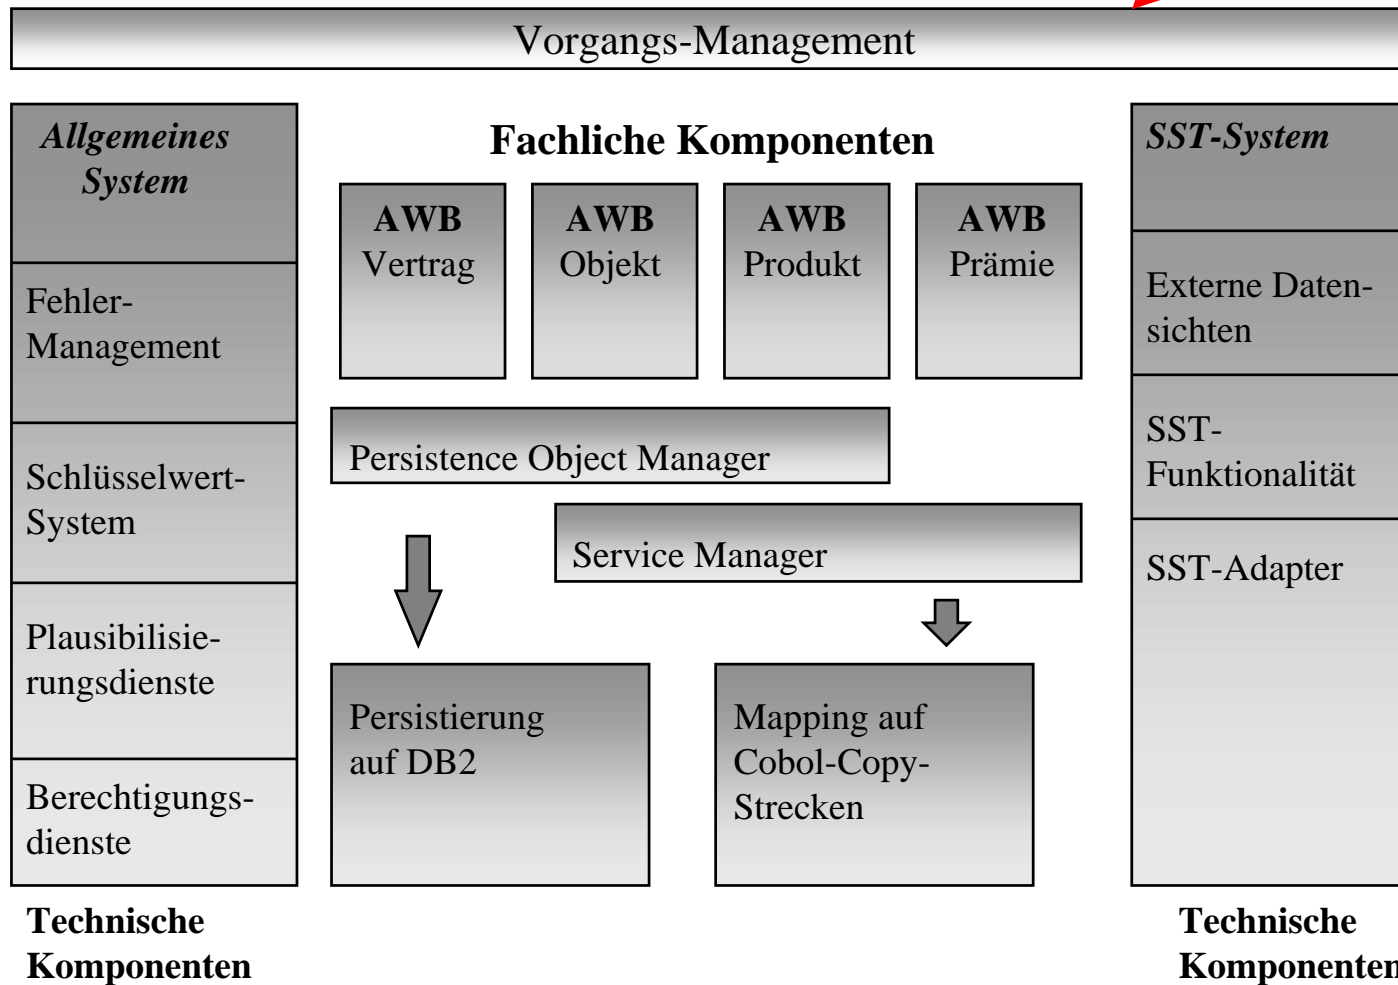 Vorgangs-Management
Allgemeines
System
Fehler-
Management
Schlüsselwert-
System
Plausibilisie-
rungsdienste
Berechtigungs-
dienste
Technische
Komponenten
Fachliche Komponenten
AWB
Vertrag
AWB
Objekt
AWB
Produkt
AWB
Prämie
Persistence Object Manager
Service Manager
Persistierung
auf DB2
Mapping auf
Cobol-Copy-
Strecken
SST-System
Externe Daten-
sichten
SST-
Funktionalität
SST-Adapter
Technische
Komponenten